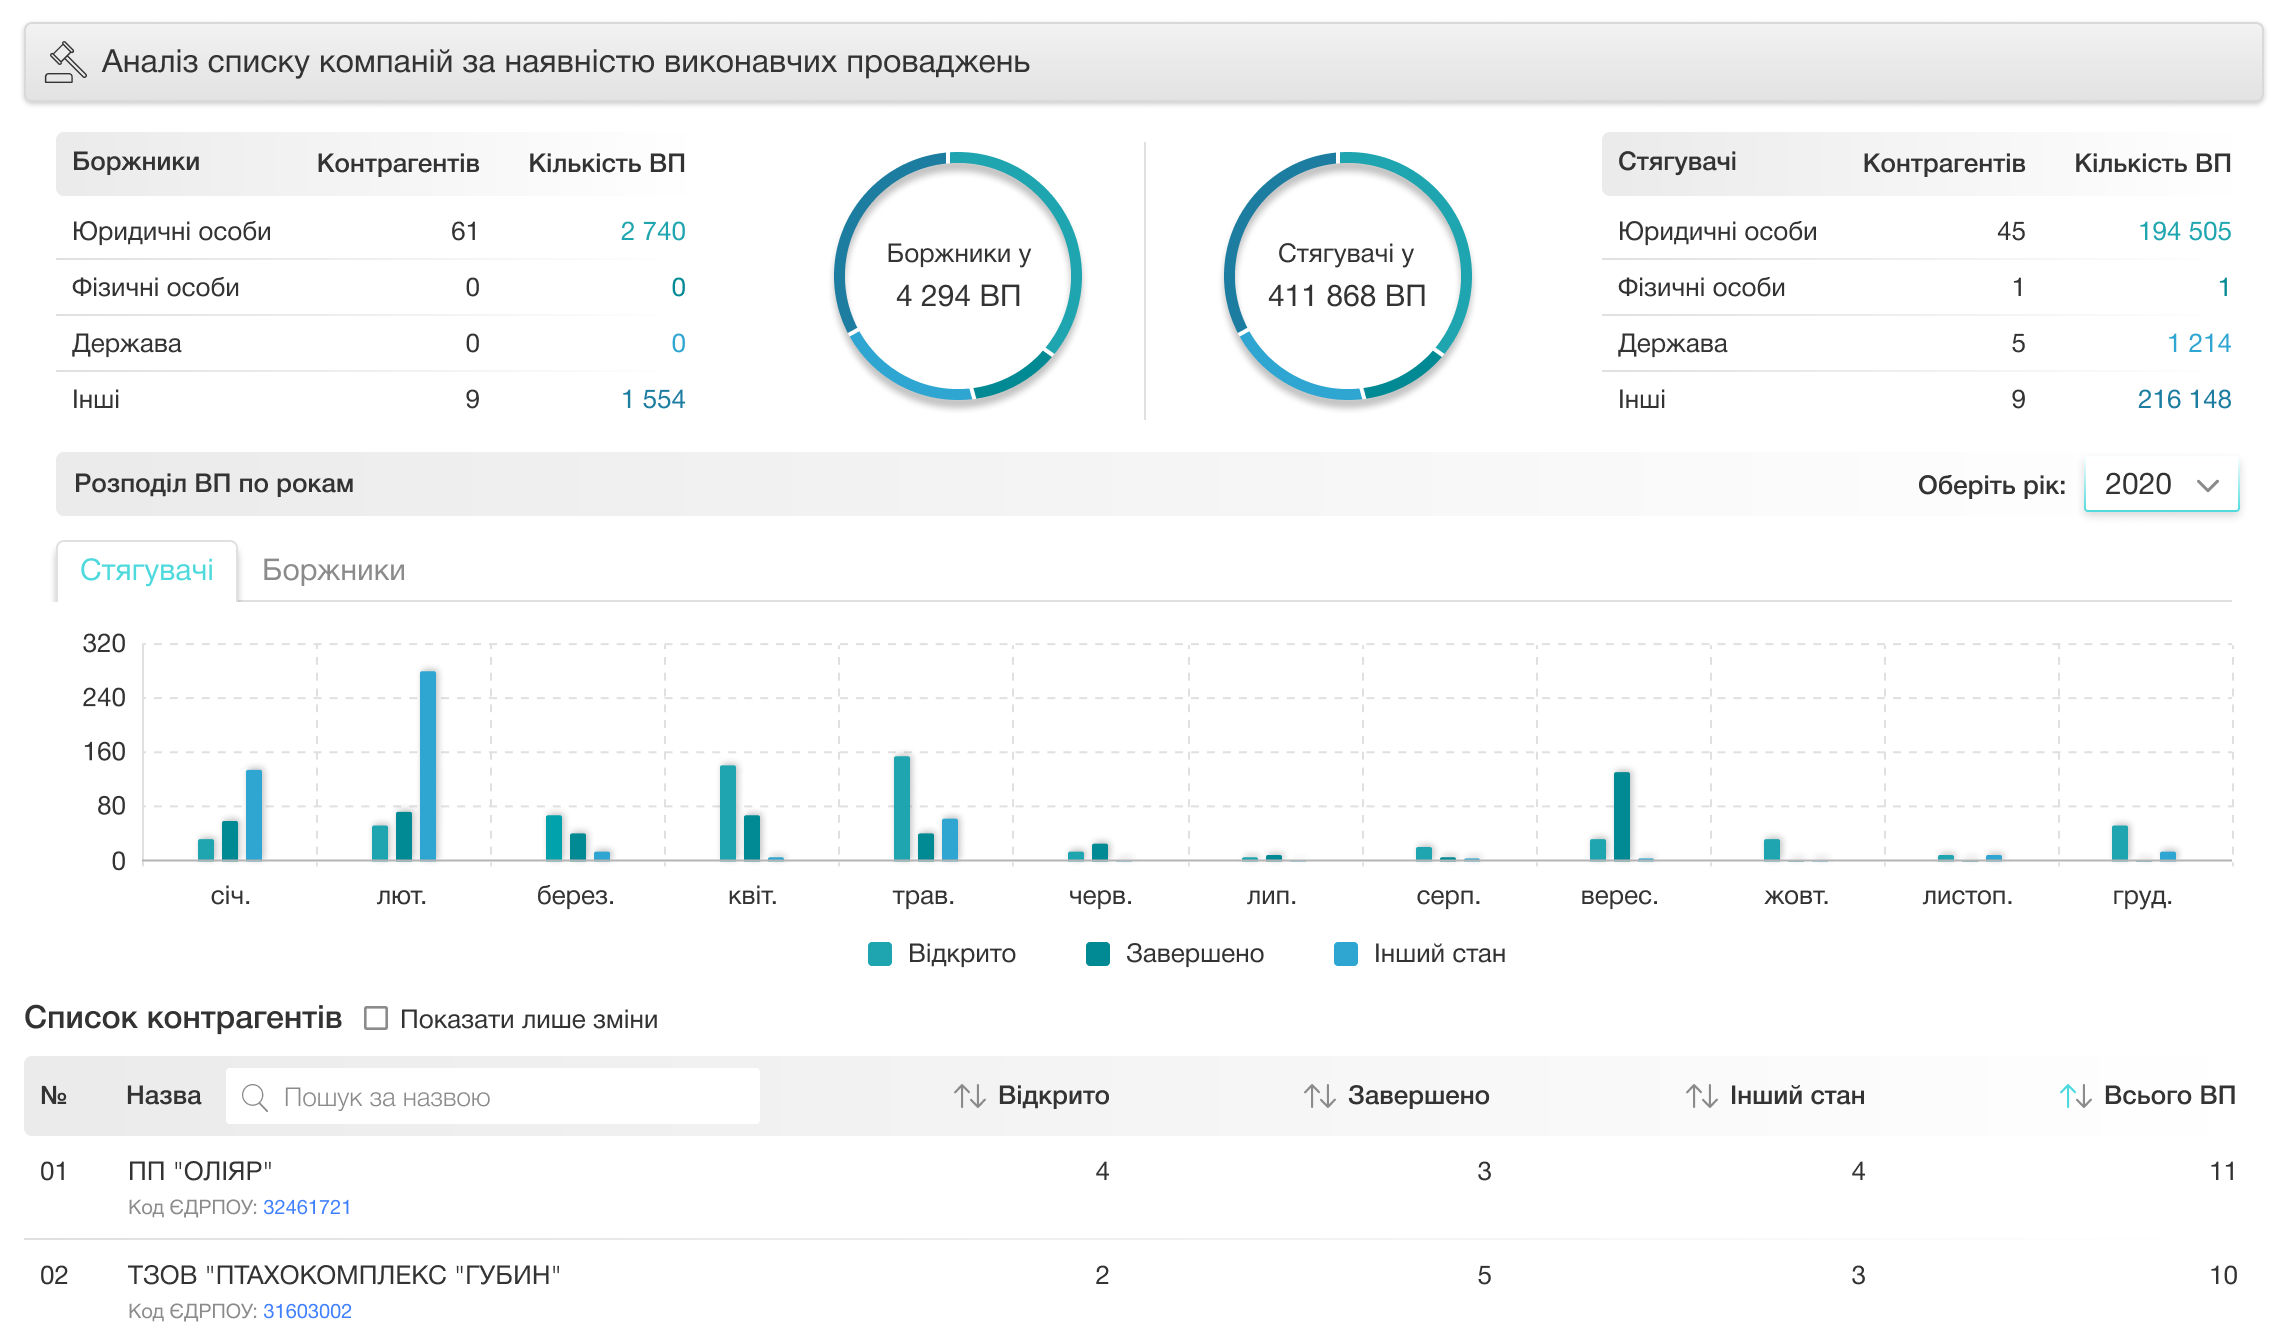 Аналіз списку компаній за наявністю виконавчих проваджень
Боржники Контрагентів Кількість ВП
Юридичні особи 61 2 740
Фізичні особи 0 0
Держава 0 0
Інші 9 1 554
Боржники у
4 294 ВП
Стягувачі у
411 868 ВП
Стягувачі Контрагентів Кількість ВП
Юридичні особи 45 194 505
Фізичні особи 1 1
Держава 5 1 214
Інші 9 216 148
Розподіл ВП по рокам Оберіть рік: 2020
Стягувачі Боржники
320
240
160
80
0
січ. лют. берез. квіт. трав. черв. лип. серп. верес. жовт. листоп. груд.
Відкрито Завершено Інший стан
Список контрагентів Показати лише зміни
№ Назва Пошук за назвою Відкрито Завершено Інший стан Всього ВП
01 ПП "ОЛІЯР" 4 3 4 11
Код ЄДРПОУ: 32461721
02 ТЗОВ "ПТАХОКОМПЛЕКС "ГУБИН" 2 5 3 10
Код ЄДРПОУ: 31603002